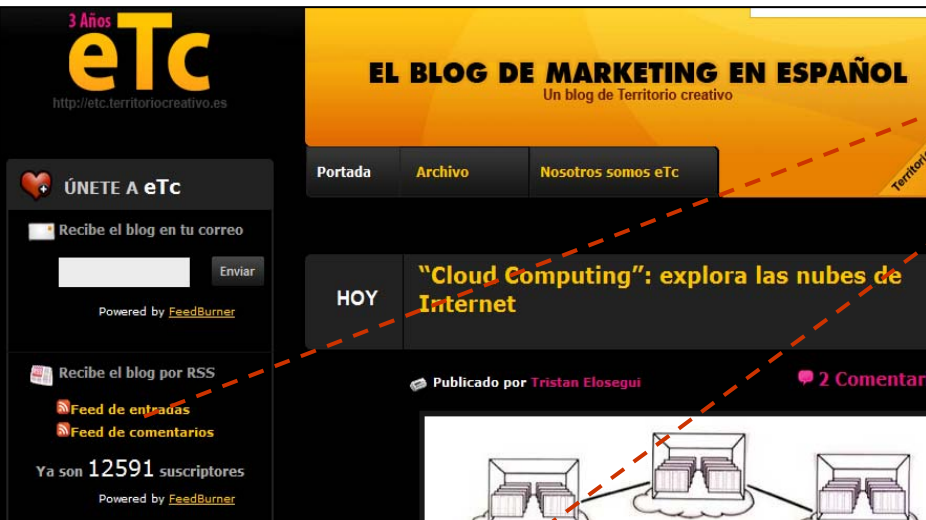 3 Años
eTc
http://etc.territoriocreativo.es
EL BLOG DE MARKETING EN ESPAÑOL
Un blog de Territorio creativo
Portada
Archivo
Nosotros somos eTc
ÚNETE A eTc
Recibe el blog en tu correo
Enviar
Powered by FeedBurner
Recibe el blog por RSS
Feed de entradas
Feed de comentarios
Ya son 12591 suscriptores
Powered by FeedBurner
HOY
“Cloud Computing”: explora las nubes de
Internet
Publicado por Tristan Elosegui
2 Comentar